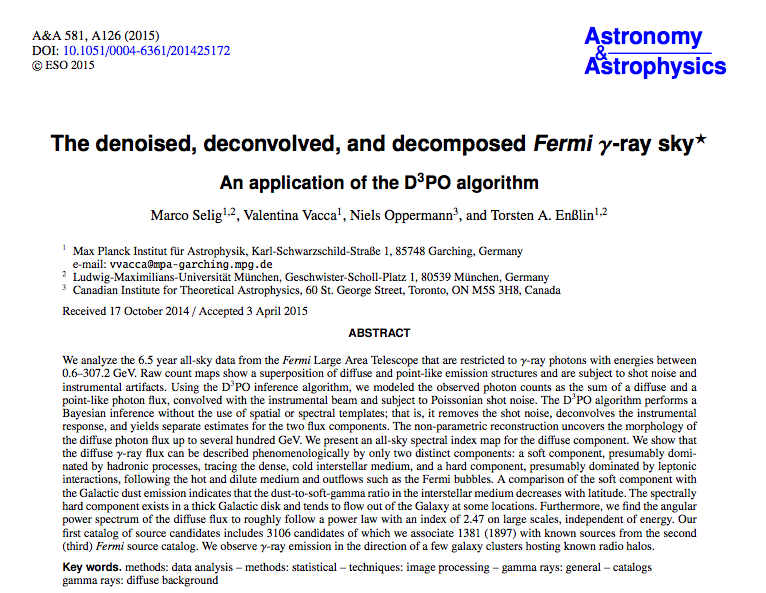 A&A 581, A126 (2015)
DOI: 10.1051/0004-6361/201425172
© ESO 2015
Astronomy
&
Astrophysics
The denoised, deconvolved, and decomposed Fermi γ-ray sky★
An application of the D³PO algorithm
Marco Selig1,2, Valentina Vacca1, Niels Oppermann3, and Torsten A. Enßlin1,2
1 Max Planck Institut für Astrophysik, Karl-Schwarzschild-Straße 1, 85748 Garching, Germany
e-mail: vvacca@mpa-garching.mpg.de
2 Ludwig-Maximilians-Universität München, Geschwister-Scholl-Platz 1, 80539 München, Germany
3 Canadian Institute for Theoretical Astrophysics, 60 St. George Street, Toronto, ON M5S 3H8, Canada
Received 17 October 2014 / Accepted 3 April 2015
ABSTRACT
We analyze the 6.5 year all-sky data from the Fermi Large Area Telescope that are restricted to γ-ray photons with energies between
0.6–307.2 GeV. Raw count maps show a superposition of diffuse and point-like emission structures and are subject to shot noise and
instrumental artifacts. Using the D³PO inference algorithm, we modeled the observed photon counts as the sum of a diffuse and a
point-like photon flux, convolved with the instrumental beam and subject to Poissonian shot noise. The D³PO algorithm performs a
Bayesian inference without the use of spatial or spectral templates; that is, it removes the shot noise, deconvolves the instrumental
response, and yields separate estimates for the two flux components. The non-parametric reconstruction uncovers the morphology of
the diffuse photon flux up to several hundred GeV. We present an all-sky spectral index map for the diffuse component. We show that
the diffuse γ-ray flux can be described phenomenologically by only two distinct components: a soft component, presumably domi-
nated by hadronic processes, tracing the dense, cold interstellar medium, and a hard component, presumably dominated by leptonic
interactions, following the hot and dilute medium and outflows such as the Fermi bubbles. A comparison of the soft component with
the Galactic dust emission indicates that the dust-to-soft-gamma ratio in the interstellar medium decreases with latitude. The spectrally
hard component exists in a thick Galactic disk and tends to flow out of the Galaxy at some locations. Furthermore, we find the angular
power spectrum of the diffuse flux to roughly follow a power law with an index of 2.47 on large scales, independent of energy. Our
first catalog of source candidates includes 3106 candidates of which we associate 1381 (1897) with known sources from the second
(third) Fermi source catalog. We observe γ-ray emission in the direction of a few galaxy clusters hosting known radio halos.
Key words. methods: data analysis – methods: statistical – techniques: image processing – gamma rays: general – catalogs
gamma rays: diffuse background